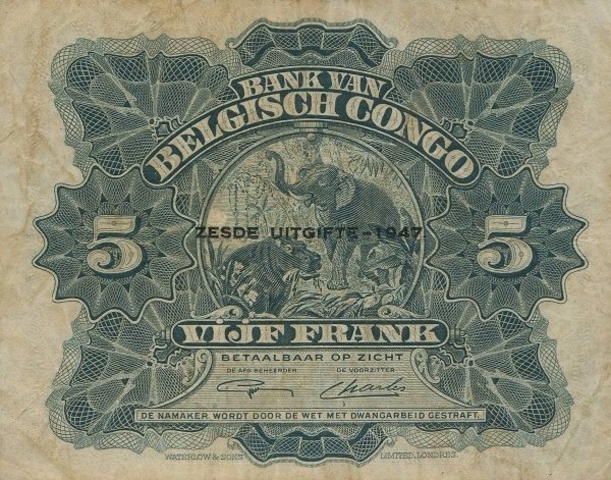 BANK VAN
BELGISCH CONGO
5 5
ZESDE UITGIFTE-1947
VIJF FRANK
BETAALBAAR OP ZICHT
DE AFG BEHEERDER DE VOORZITTER
Charles
DE NAMAKER WORDT DOOR DE WET MET DWANGARBEID GESTRAFT.
WATERLOW & SONS LIMITED, LONDRES.